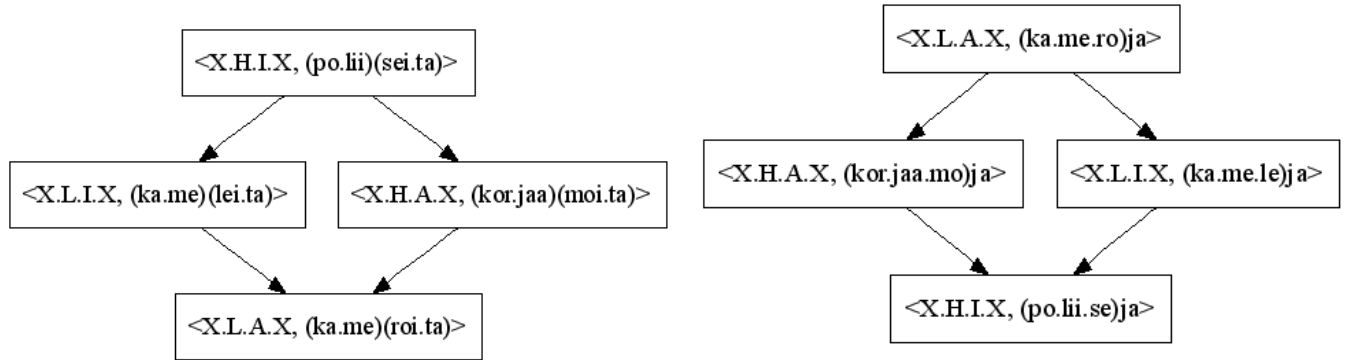 <X.H.I.X, (po.lii)(sei.ta)>
<X.L.I.X, (ka.me)(lei.ta)>
<X.H.A.X, (kor.jaa)(moi.ta)>
<X.L.A.X, (ka.me)(roi.ta)>
<X.L.A.X, (ka.me.ro)ja>
<X.H.A.X, (kor.jaa.mo)ja>
<X.L.I.X, (ka.me.le)ja>
<X.H.I.X, (po.lii.se)ja>